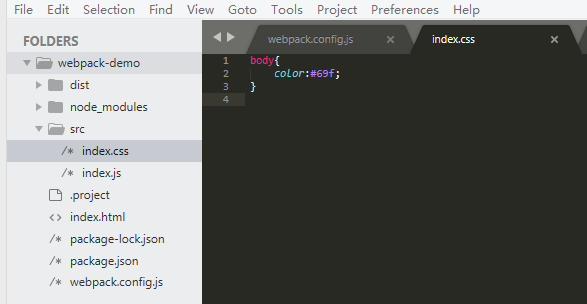 File Edit Selection Find View Goto Tools Project Preferences Help
FOLDERS
webpack-demo
dist
node_modules
src
/* index.css
/* index.js
.project
<> index.html
/* package-lock.json
/* package.json
/* webpack.config.js
webpack.config.js × index.css ×
1 body{
2 color:#69f;
3 }
4